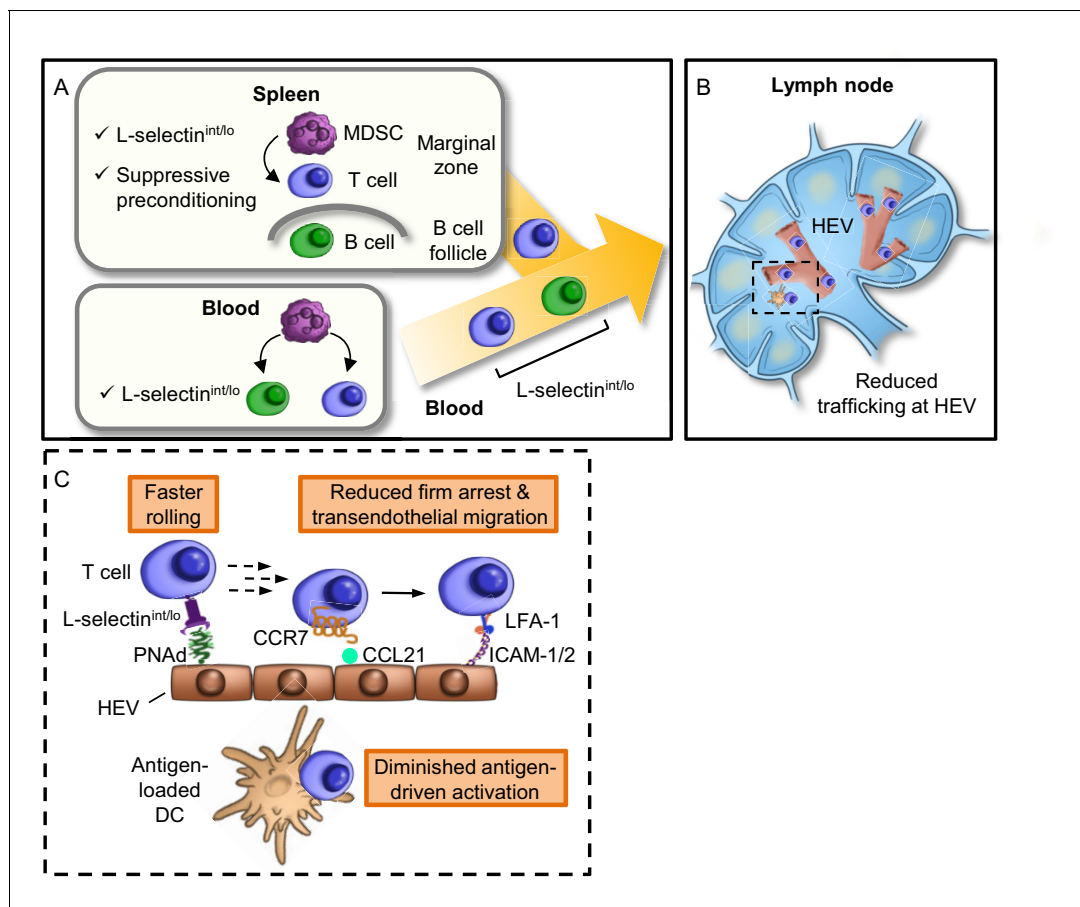 A
Spleen
✓ L-selectinint/lo
MDSC
Marginal
zone
✓ Suppressive
preconditioning
T cell
B cell
B cell
follicle
Blood
✓ L-selectinint/lo
L-selectinint/lo
Blood
B
Lymph node
HEV
Reduced
trafficking at HEV
C
Faster
rolling
Reduced firm arrest &
transendothelial migration
T cell
L-selectinint/lo
PNAd
CCR7
CCL21
LFA-1
ICAM-1/2
HEV
Antigen-
loaded
DC
Diminished antigen-
driven activation